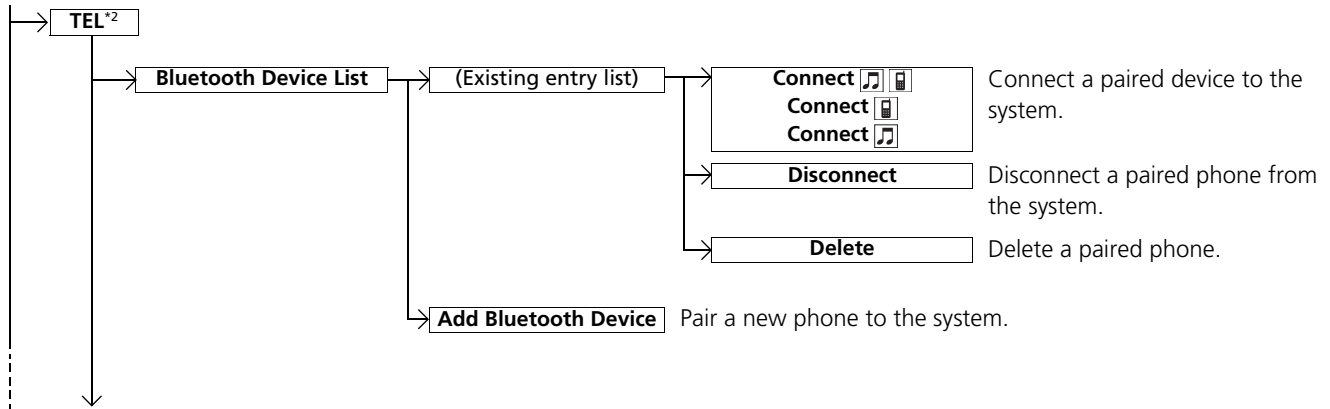 TEL*2
Bluetooth Device List
(Existing entry list)
Connect
Connect
Connect
Connect a paired device to the
system.
Disconnect
Disconnect a paired phone from
the system.
Delete
Delete a paired phone.
Add Bluetooth Device
Pair a new phone to the system.